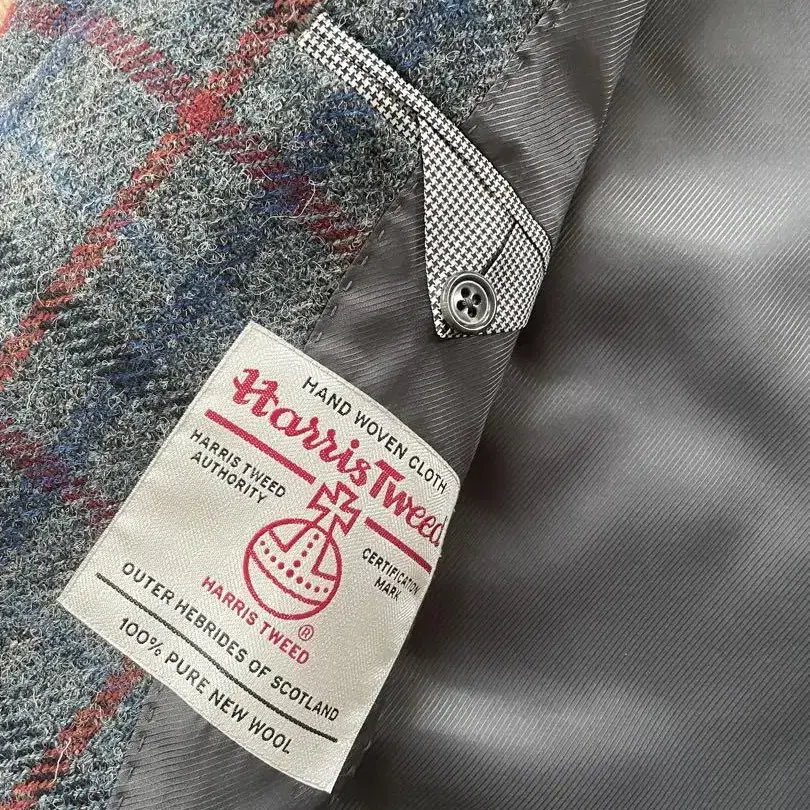 HAND WOVEN CLOTH
Harris Tweed
HARRIS TWEED
AUTHORITY
CERTIFICATION
MARK
HARRIS TWEED ®
OUTER HEBRIDES OF SCOTLAND
100% PURE NEW WOOL